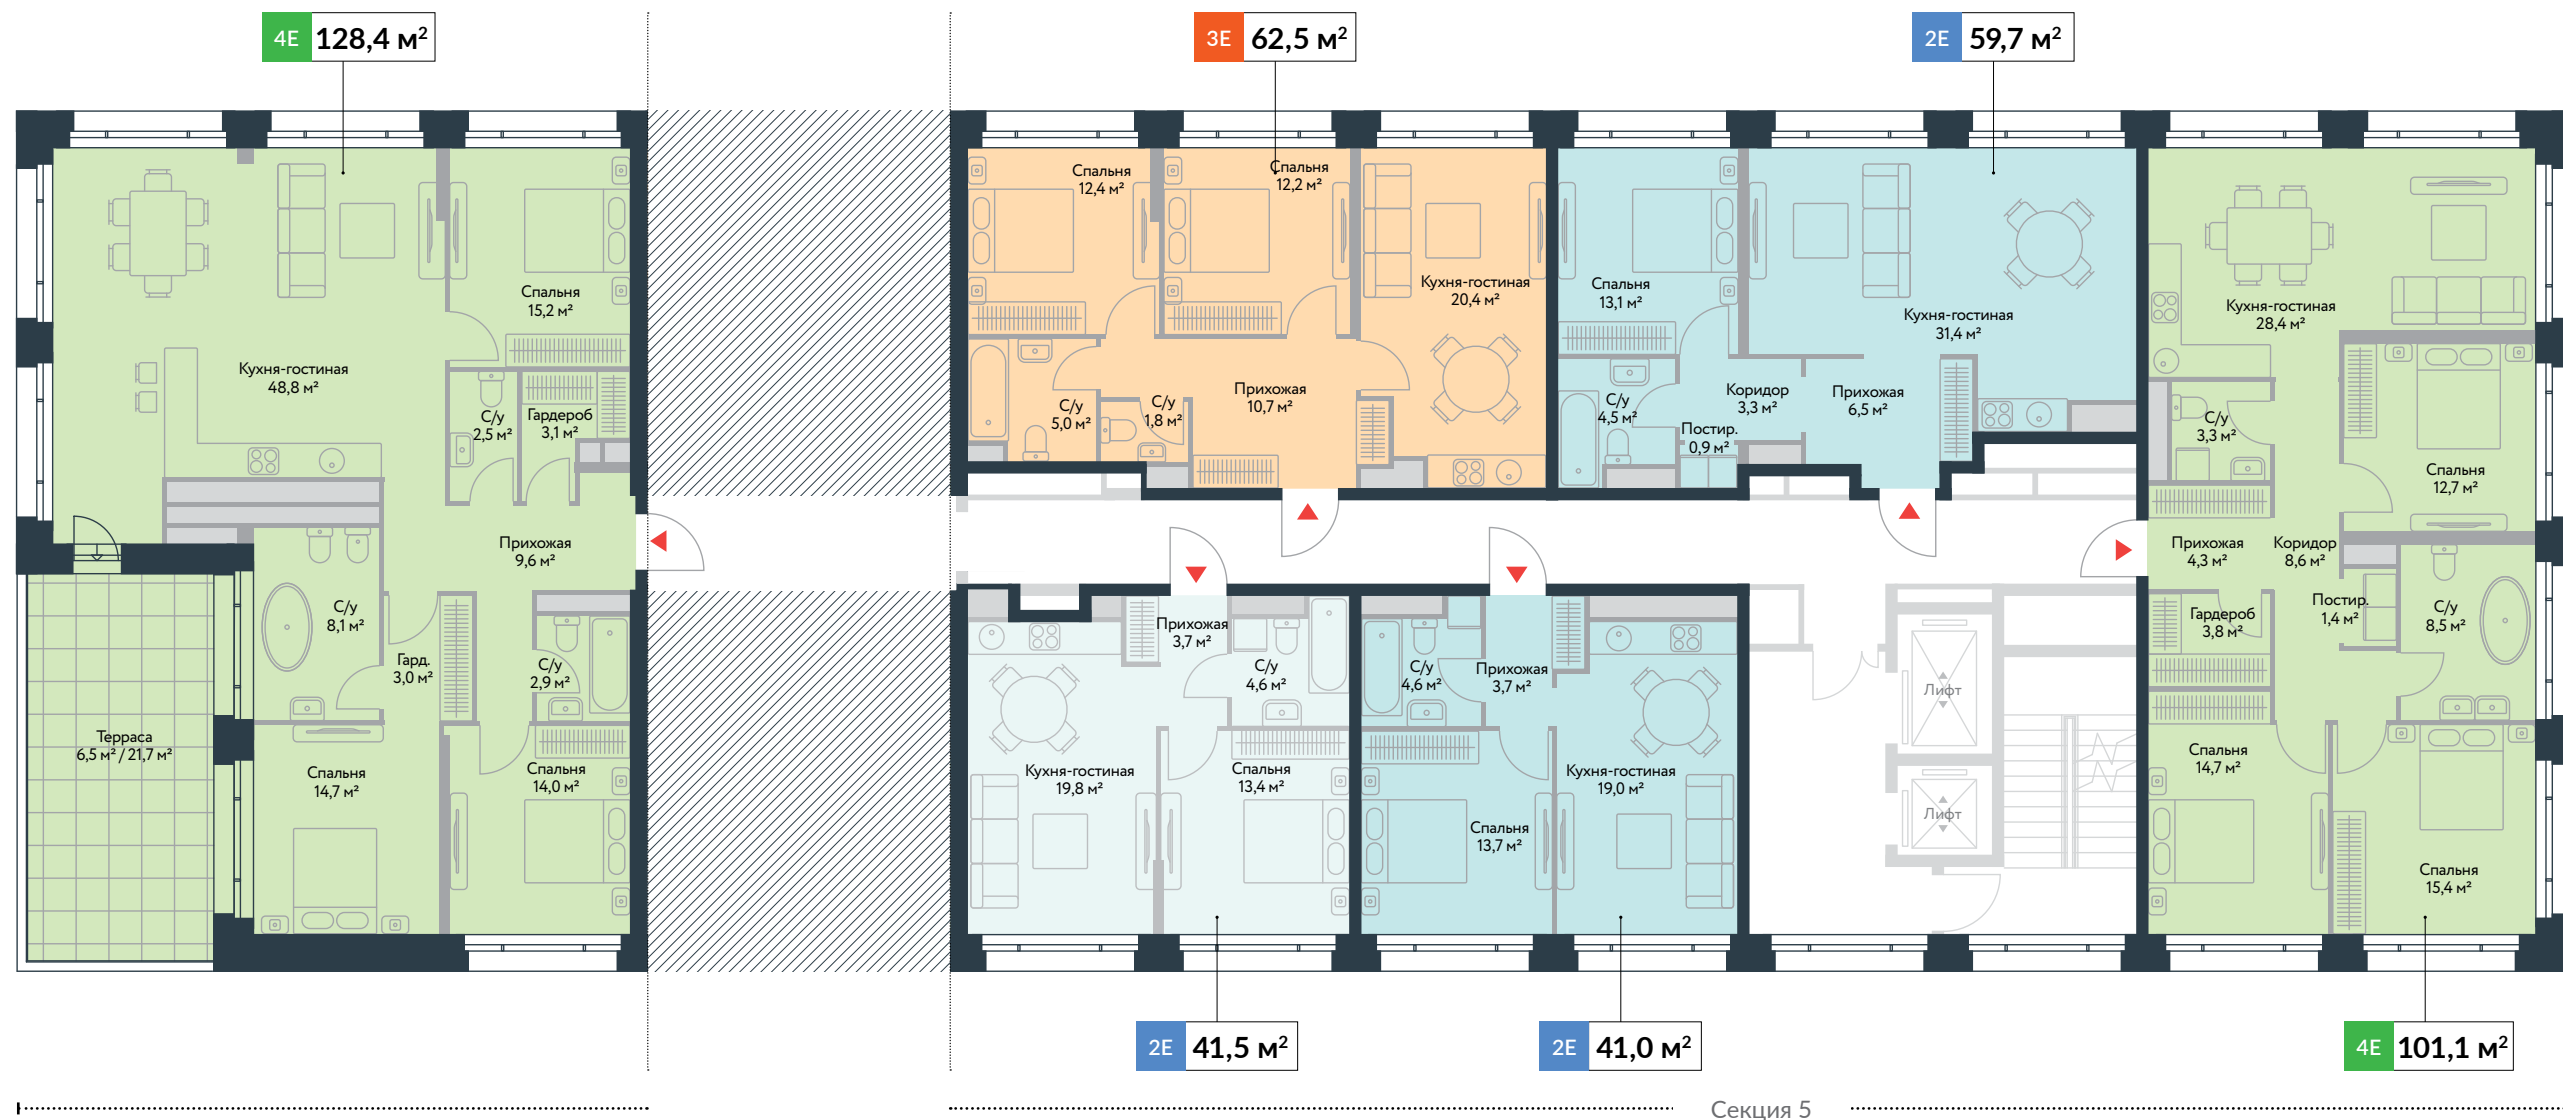 4E 128,4 м²
3E 62,5 м²
2E 59,7 м²
Кухня-гостиная
48,8 м²
Спальня
15,2 м²
С/у
2,5 м²
Гардероб
3,1 м²
Прихожая
9,6 м²
С/у
8,1 м²
Гард.
3,0 м²
С/у
2,9 м²
Терраса
6,5 м² / 21,7 м²
Спальня
14,7 м²
Спальня
14,0 м²
Спальня
12,4 м²
Спальня
12,2 м²
Кухня-гостиная
20,4 м²
С/у
5,0 м²
С/у
1,8 м²
Прихожая
10,7 м²
Спальня
13,1 м²
Кухня-гостиная
31,4 м²
С/у
4,5 м²
Коридор
3,3 м²
Прихожая
6,5 м²
Постир.
0,9 м²
Кухня-гостиная
28,4 м²
С/у
3,3 м²
Спальня
12,7 м²
Прихожая
4,3 м²
Коридор
8,6 м²
Гардероб
3,8 м²
Постир.
1,4 м²
С/у
8,5 м²
Спальня
14,7 м²
Спальня
15,4 м²
Прихожая
3,7 м²
С/у
4,6 м²
Кухня-гостиная
19,8 м²
Спальня
13,4 м²
С/у
4,6 м²
Прихожая
3,7 м²
Кухня-гостиная
19,0 м²
Спальня
13,7 м²
Лифт
Лифт
2E 41,5 м²
2E 41,0 м²
4E 101,1 м²
Секция 5